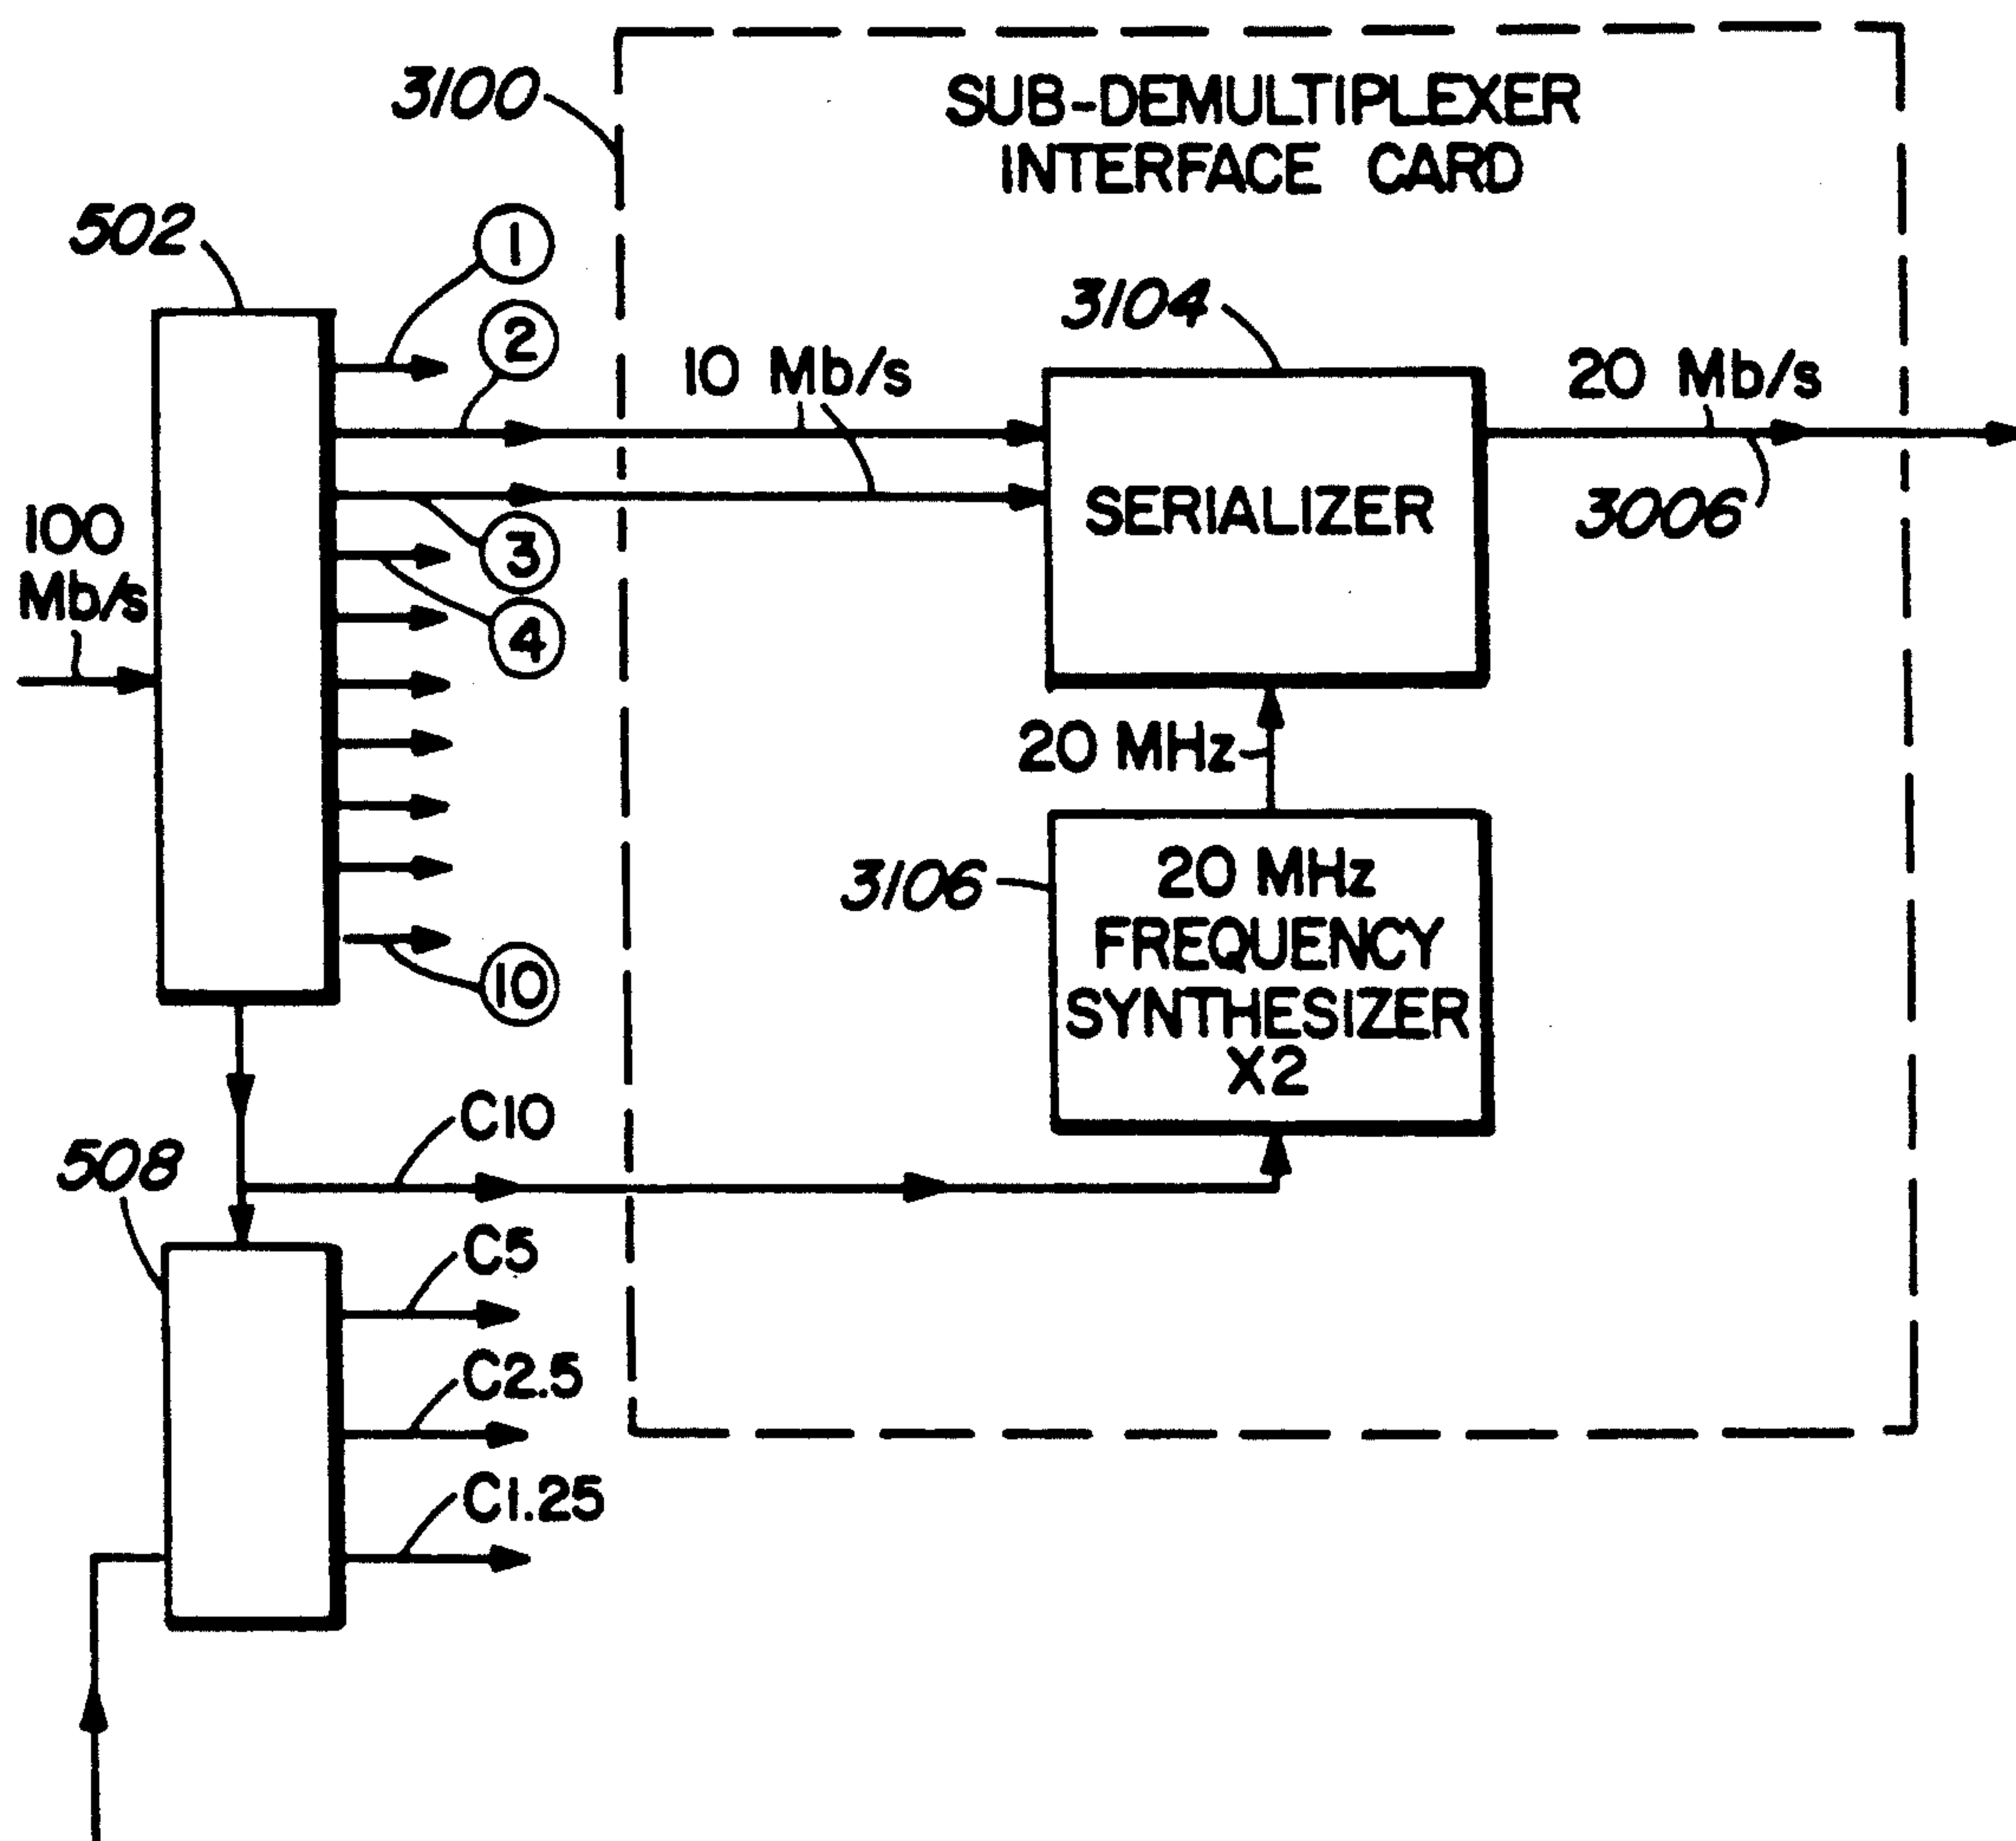 3100
SUB-DEMULTIPLEXER
INTERFACE CARD
502
1
2
3104
10 Mb/s
20 Mb/s
100
Mb/s
SERIALIZER
3006
3
4
20 MHz
3106
20 MHz
FREQUENCY
SYNTHESIZER
X2
10
C10
508
C5
C2.5
C1.25